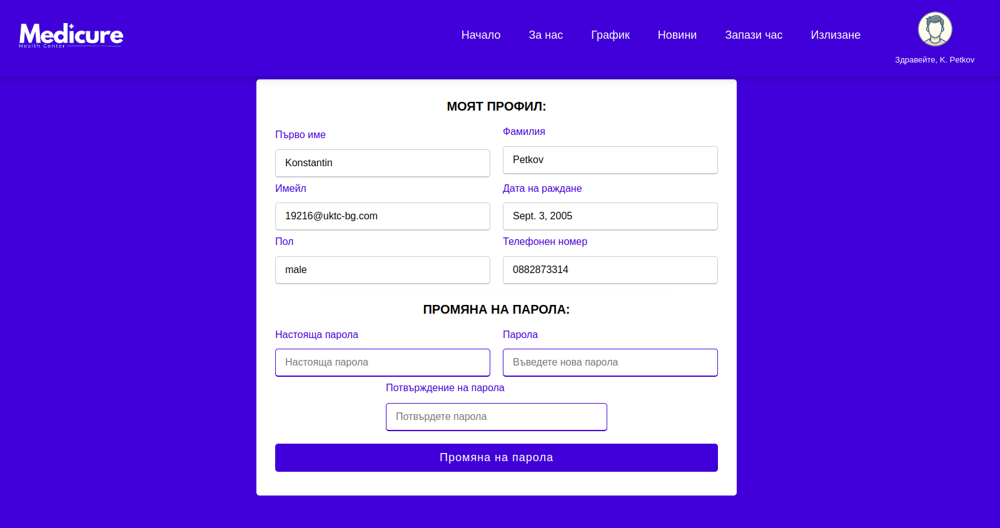 Medicure
Health Center
Начало За нас График Новини Запази час Излизане
Здравейте, K. Petkov
МОЯТ ПРОФИЛ:
Първо име Фамилия
Konstantin Petkov
Имейл Дата на раждане
19216@uktc-bg.com Sept. 3, 2005
Пол Телефонен номер
male 0882873314
ПРОМЯНА НА ПАРОЛА:
Настояща парола Парола
Настояща парола Въведете нова парола
Потвърждение на парола
Потвърдете парола
Промяна на парола